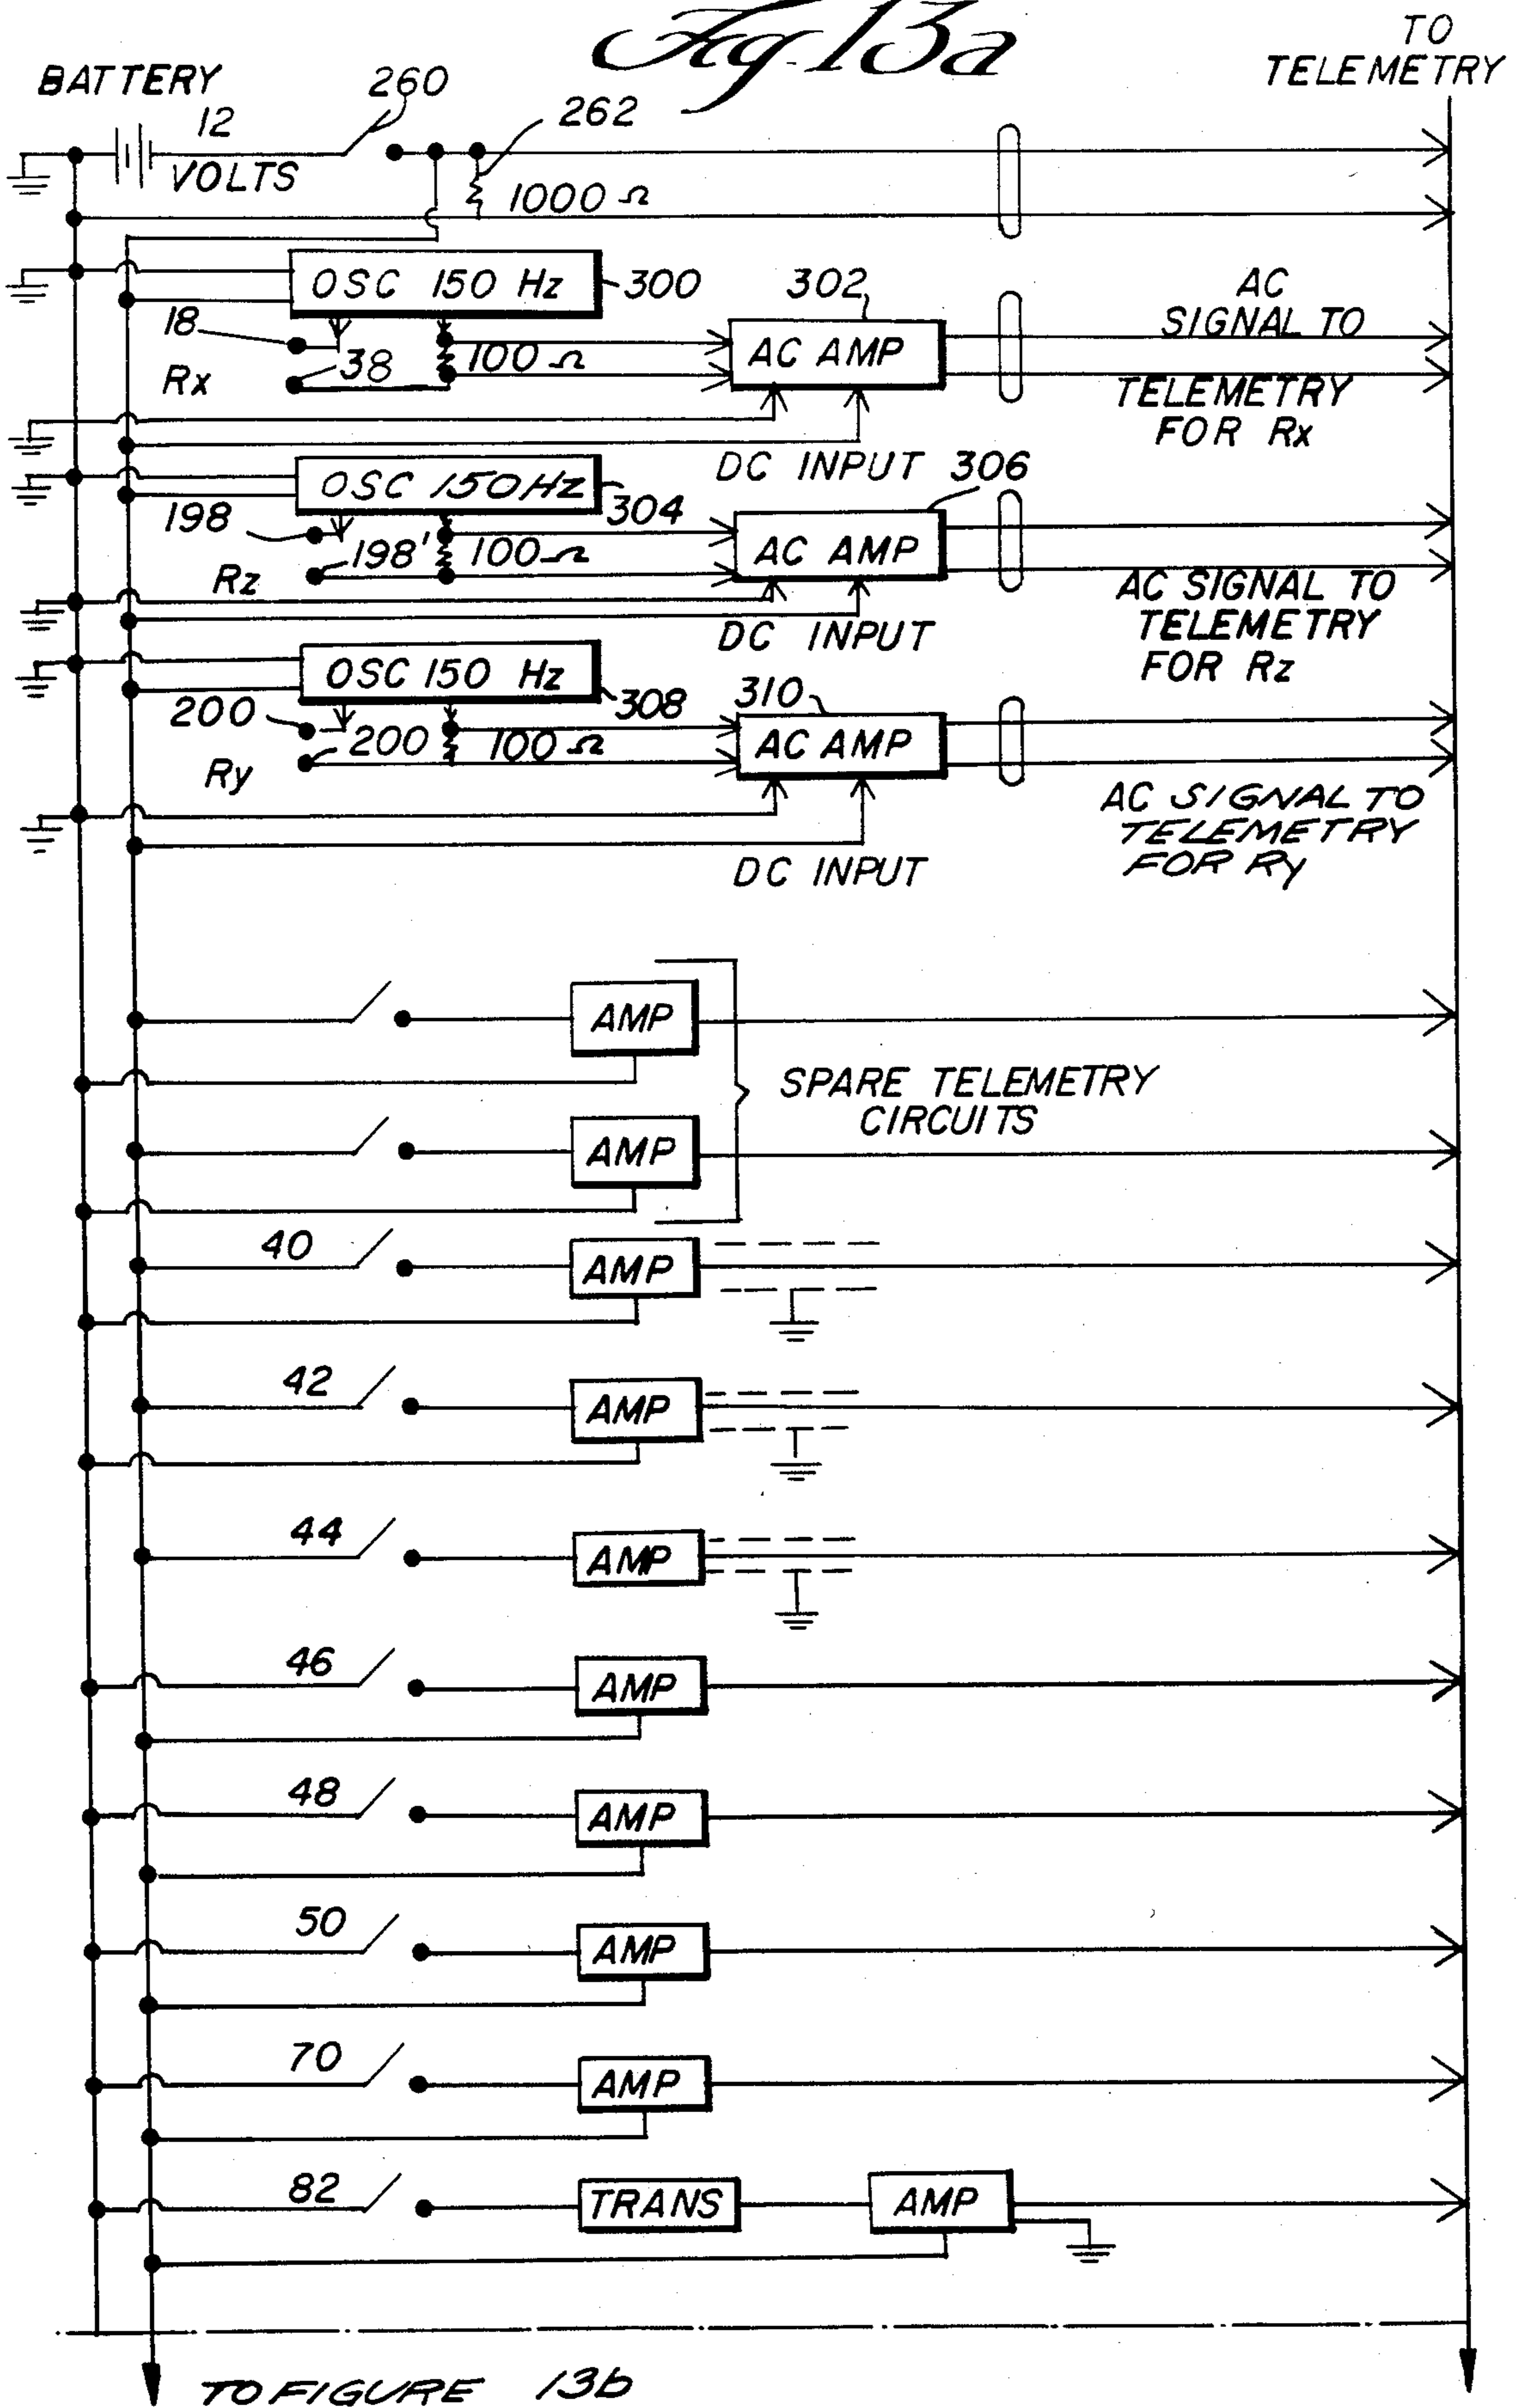 Fig 13a
TO
TELEMETRY
BATTERY
260
12
VOLTS
262
1000 Ω
OSC 150 Hz
300
302
AC
SIGNAL TO
TELEMETRY
FOR Rx
18
38
Rx
100 Ω
AC AMP
DC INPUT
306
OSC 150 Hz
304
198
198'
Rz
100 Ω
AC AMP
AC SIGNAL TO
TELEMETRY
FOR Rz
DC INPUT
OSC 150 Hz
308
310
200
200
Ry
100 Ω
AC AMP
AC SIGNAL TO
TELEMETRY
FOR Ry
DC INPUT
AMP
SPARE TELEMETRY
CIRCUITS
AMP
40
AMP
42
AMP
44
AMP
46
AMP
48
AMP
50
AMP
70
AMP
82
TRANS
AMP
TO FIGURE 13b